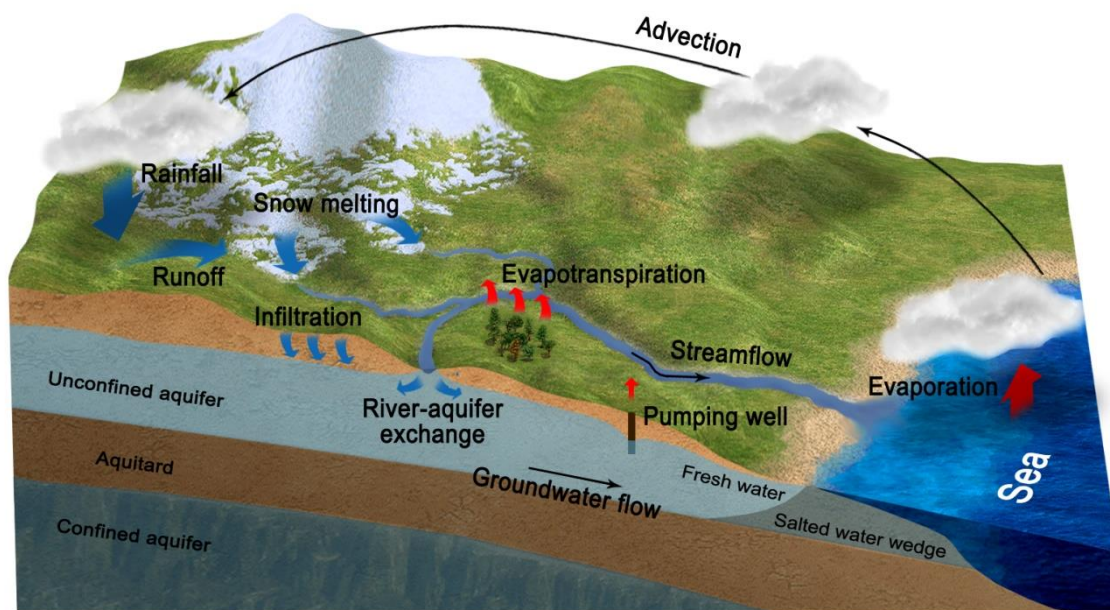 Advection
Rainfall
Snow melting
Runoff
Evapotranspiration
Infiltration
Streamflow
Evaporation
Unconfined aquifer
River-aquifer
exchange
Pumping well
Aquitard
Groundwater flow
Fresh water
Sea
Salted water wedge
Confined aquifer